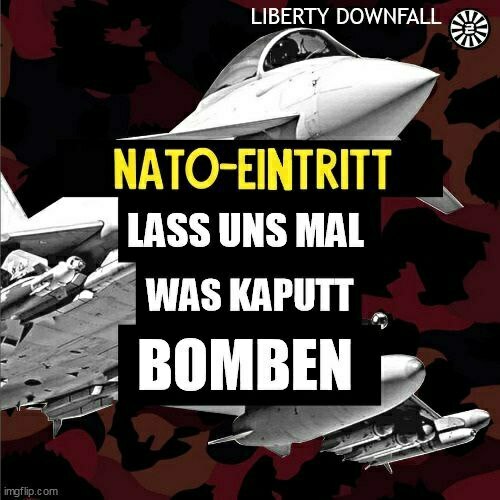 LIBERTY DOWNFALL
NATO-EINTRITT
LASS UNS MAL
WAS KAPUTT
BOMBEN
imgflip.com